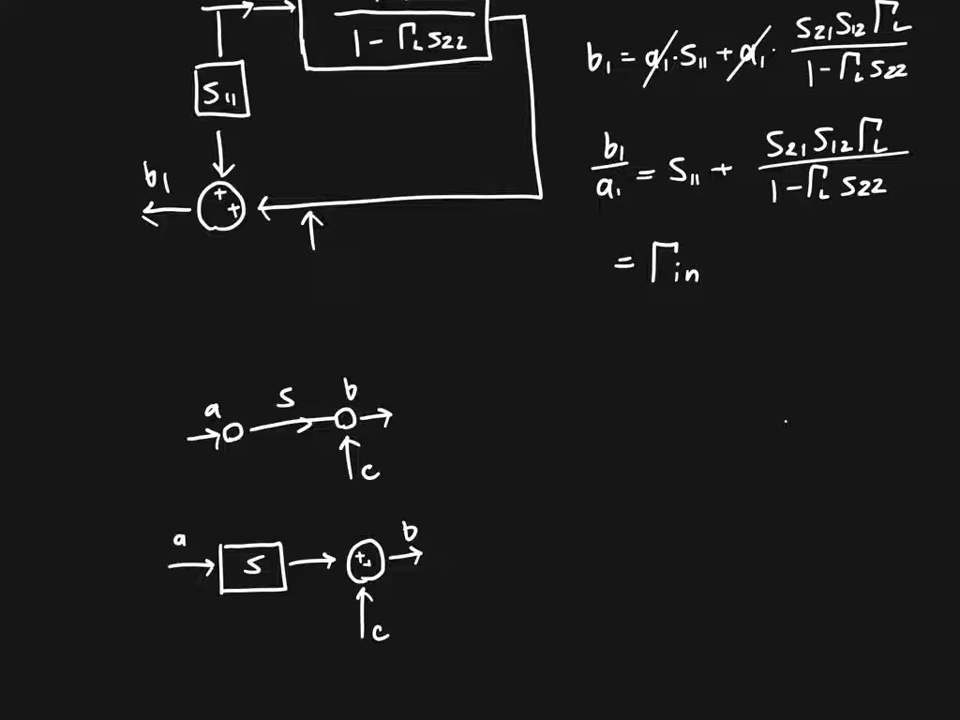 1 - Γ_L S22
S11
b1
+
+
b1 = a1 · S11 + a1 · S21 S12 Γ_L / 1 - Γ_L S22
b1 / a1 = S11 + S21 S12 Γ_L / 1 - Γ_L S22
= Γin
a S b
c
a S + + b
c